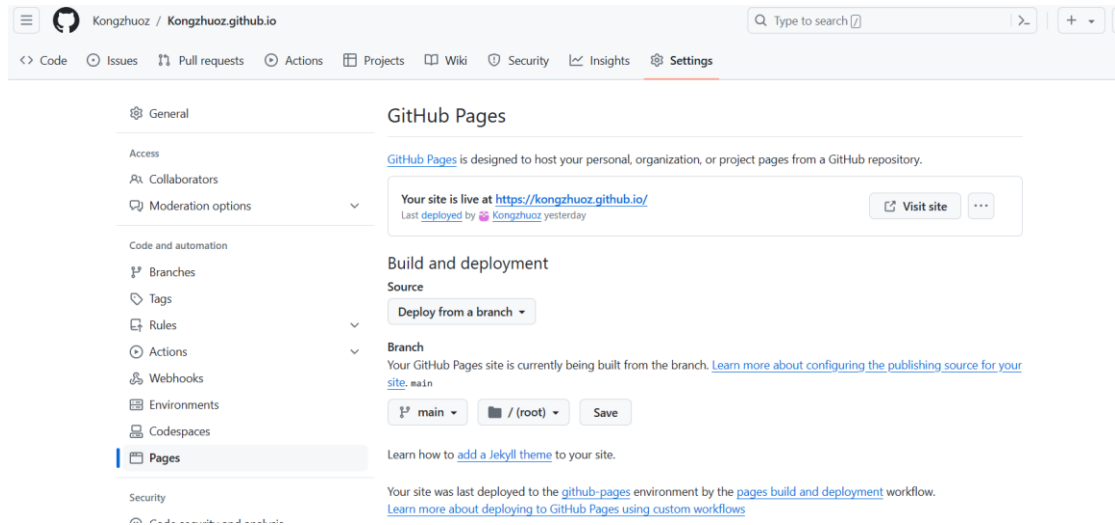 Kongzhuoz / Kongzhuoz.github.io
Type to search /
Code Issues Pull requests Actions Projects Wiki Security Insights Settings
General
Access
Collaborators
Moderation options
Code and automation
Branches
Tags
Rules
Actions
Webhooks
Environments
Codespaces
Pages
Security
Code security and analysis
GitHub Pages
GitHub Pages is designed to host your personal, organization, or project pages from a GitHub repository.
Your site is live at https://kongzhuoz.github.io/
Last deployed by Kongzhuoz yesterday
Visit site
Build and deployment
Source
Deploy from a branch
Branch
Your GitHub Pages site is currently being built from the branch. Learn more about configuring the publishing source for your
site. main
main / (root) Save
Learn how to add a Jekyll theme to your site.
Your site was last deployed to the github-pages environment by the pages build and deployment workflow.
Learn more about deploying to GitHub Pages using custom workflows